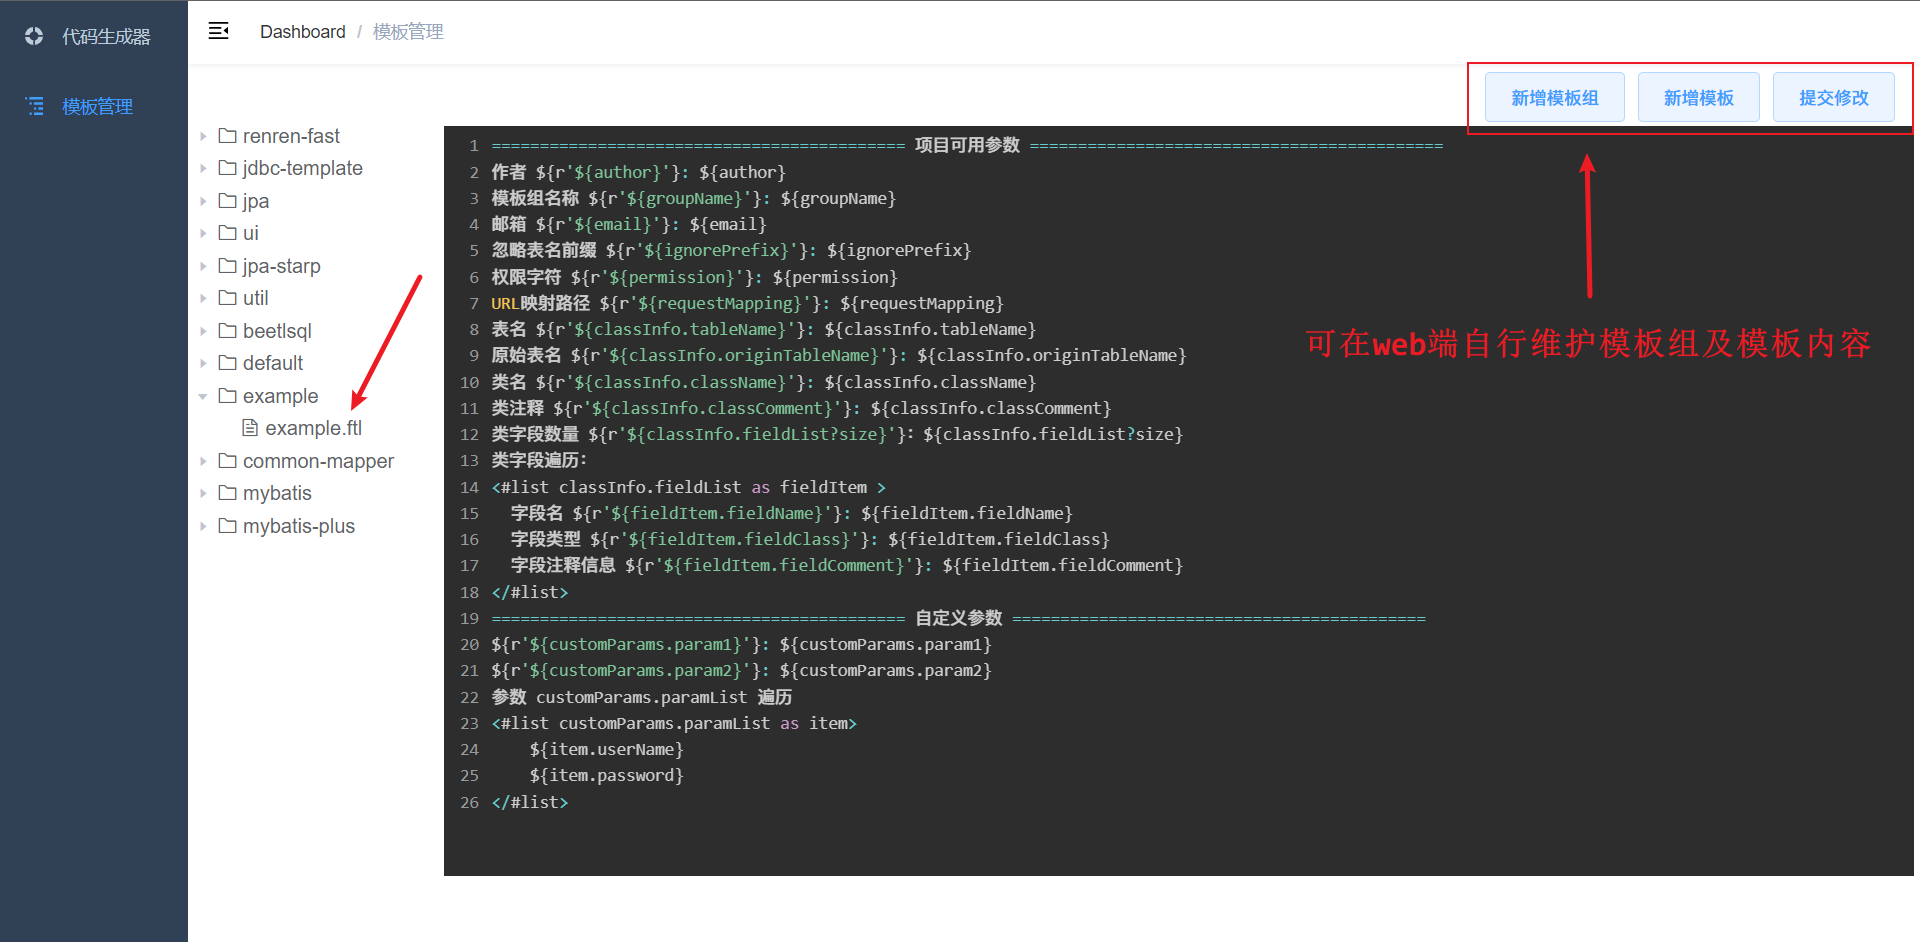 代码生成器
模板管理
Dashboard / 模板管理
新增模板组 新增模板 提交修改
renren-fast
jdbc-template
jpa
ui
jpa-starp
util
beetlsql
default
example
example.ftl
common-mapper
mybatis
mybatis-plus
1 =========================================== 项目可用参数 ===========================================
2 作者 ${r'${author}'}: ${author}
3 模板组名称 ${r'${groupName}'}: ${groupName}
4 邮箱 ${r'${email}'}: ${email}
5 忽略表名前缀 ${r'${ignorePrefix}'}: ${ignorePrefix}
6 权限字符 ${r'${permission}'}: ${permission}
7 URL映射路径 ${r'${requestMapping}'}: ${requestMapping}
8 表名 ${r'${classInfo.tableName}'}: ${classInfo.tableName}
9 原始表名 ${r'${classInfo.originTableName}'}: ${classInfo.originTableName}
10 类名 ${r'${classInfo.className}'}: ${classInfo.className}
11 类注释 ${r'${classInfo.classComment}'}: ${classInfo.classComment}
12 类字段数量 ${r'${classInfo.fieldList?size}'}：${classInfo.fieldList?size}
13 类字段遍历：
14 <#list classInfo.fieldList as fieldItem >
15   字段名 ${r'${fieldItem.fieldName}'}: ${fieldItem.fieldName}
16   字段类型 ${r'${fieldItem.fieldClass}'}: ${fieldItem.fieldClass}
17   字段注释信息 ${r'${fieldItem.fieldComment}'}: ${fieldItem.fieldComment}
18 </#list>
19 =========================================== 自定义参数 ===========================================
20 ${r'${customParams.param1}'}: ${customParams.param1}
21 ${r'${customParams.param2}'}: ${customParams.param2}
22 参数 customParams.paramList 遍历
23 <#list customParams.paramList as item>
24     ${item.userName}
25     ${item.password}
26 </#list>
可在web端自行维护模板组及模板内容